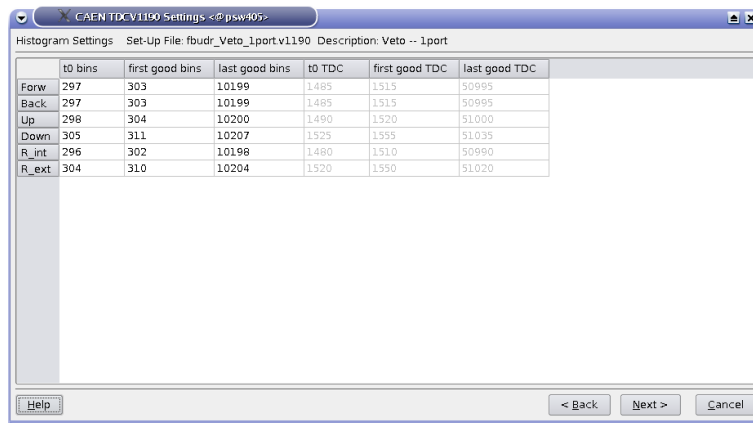 CAEN TDCV1190 Settings <@psw405>
Histogram Settings Set-Up File: fbudr_Veto_1port.v1190 Description: Veto -- 1port
t0 bins first good bins last good bins t0 TDC first good TDC last good TDC
Forw 297 303 10199 1485 1515 50995
Back 297 303 10199 1485 1515 50995
Up 298 304 10200 1490 1520 51000
Down 305 311 10207 1525 1555 51035
R_int 296 302 10198 1480 1510 50990
R_ext 304 310 10204 1520 1550 51020
Help < Back Next > Cancel